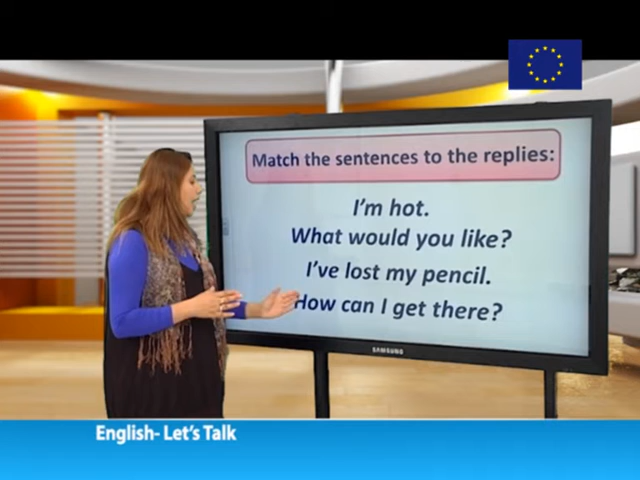 Match the sentences to the replies:
I'm hot.
What would you like?
I've lost my pencil.
How can I get there?
SAMSUNG
English- Let's Talk